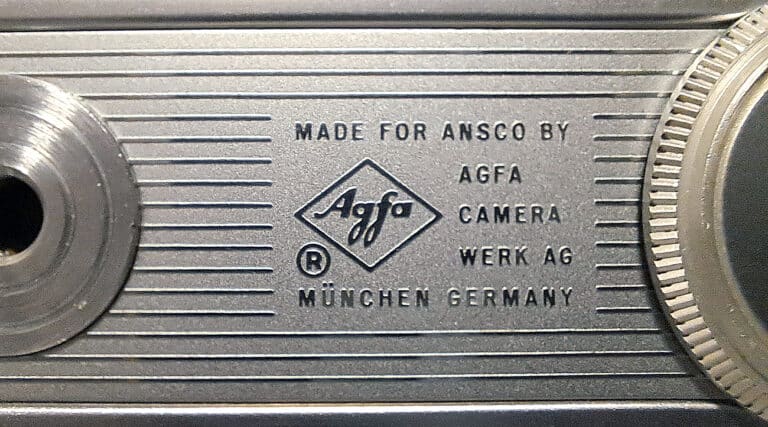 MADE FOR ANSCO BY
AGFA
Agfa
CAMERA
® WERK AG
MÜNCHEN GERMANY